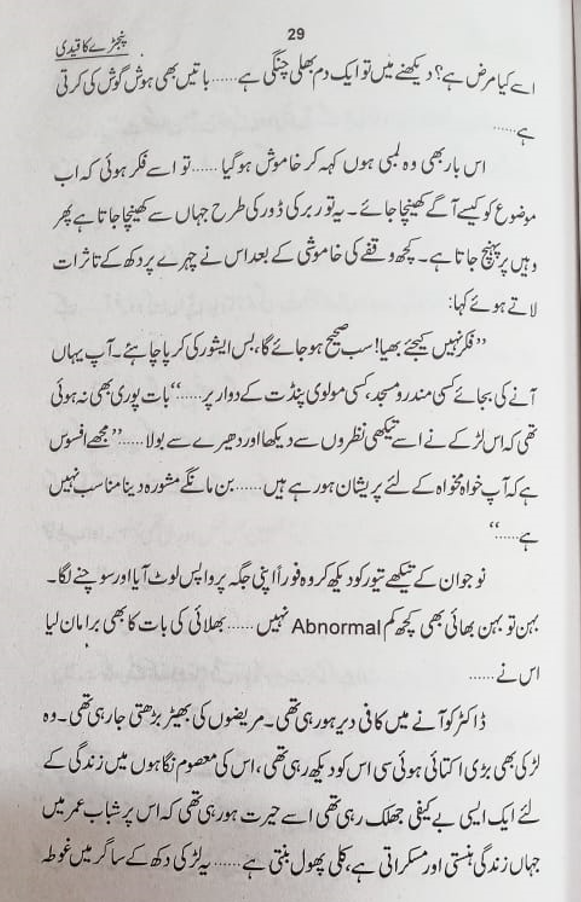 29
پنجڑے کا قیدی
اسے کیا مرض ہے؟ دیکھنے میں تو ایک دم بھلی چنگی ہے...... باتیں بھی ہوش گوش کی کرتی
ہے......
اس بار بھی وہ لمبی ہوں کہہ کر خاموش ہو گیا...... تو اسے فکر ہوئی کہ اب
موضوع کو کیسے آگے کھینچا جائے۔ یہ تو ربر کی ڈور کی طرح جہاں سے کھینچا جاتا ہے پھر
وہیں پر پہنچ جاتا ہے۔ کچھ وقفے کی خاموشی کے بعد اس نے چہرے پر دکھ کے تاثرات
لاتے ہوئے کہا:
”فکر نہیں کیجئے بھیا! سب صحیح ہو جائے گا، بس ایشور کی کرپا چاہئے۔ آپ یہاں
آنے کی بجائے کسی مندر و مسجد، کسی مولوی پنڈت کے دوار پر......“ بات پوری بھی نہ ہوئی
تھی کہ اس لڑکے نے اسے تیکھی نظروں سے دیکھا اور دھیرے سے بولا......” مجھے افسوس
ہے کہ آپ خواہ مخواہ کے لئے پریشان ہو رہے ہیں...... بن مانگے مشورہ دینا مناسب نہیں
ہے......“
نوجوان کے تیکھے تیور کو دیکھ کر وہ فوراً اپنی جگہ پر واپس لوٹ آیا اور سوچنے لگا۔
بہن تو بہن بھائی بھی کچھ کم Abnormal نہیں...... بھلائی کی بات کا بھی برا مان لیا
اس نے......
ڈاکٹر کو آنے میں کافی دیر ہو رہی تھی۔ مریضوں کی بھیڑ بڑھتی جا رہی تھی۔ وہ
لڑکی بھی بڑی اکتائی ہوئی سی اس کو دیکھ رہی تھی، اس کی معصوم نگاہوں میں زندگی کے
لئے ایک ایسی بے کیفی جھلک رہی تھی اسے حیرت ہو رہی تھی کہ اس پر شباب عمر میں
جہاں زندگی ہنستی اور مسکراتی ہے، کلی پھول بنتی ہے...... یہ لڑکی دکھ کے ساگر میں غوطہ